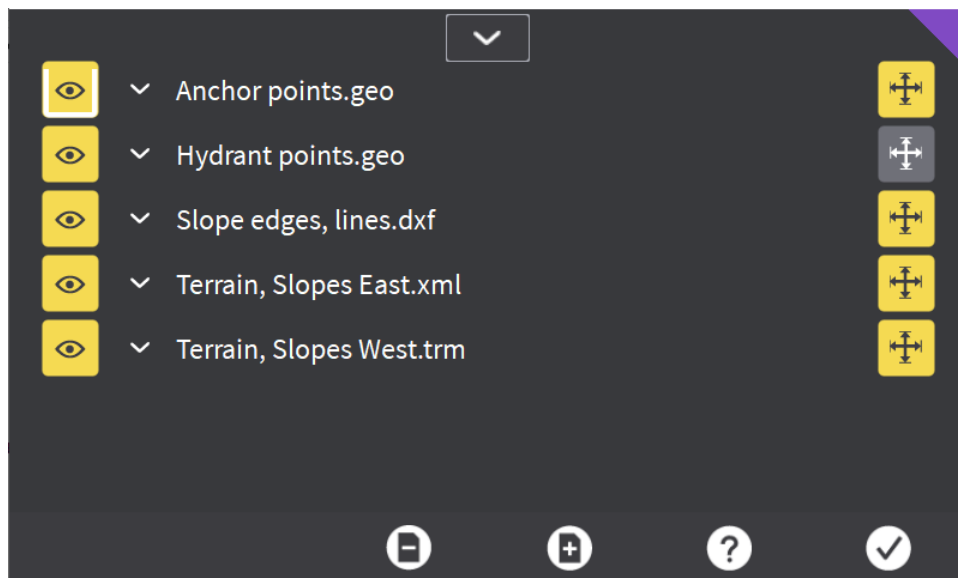 Anchor points.geo
Hydrant points.geo
Slope edges, lines.dxf
Terrain, Slopes East.xml
Terrain, Slopes West.trm
?